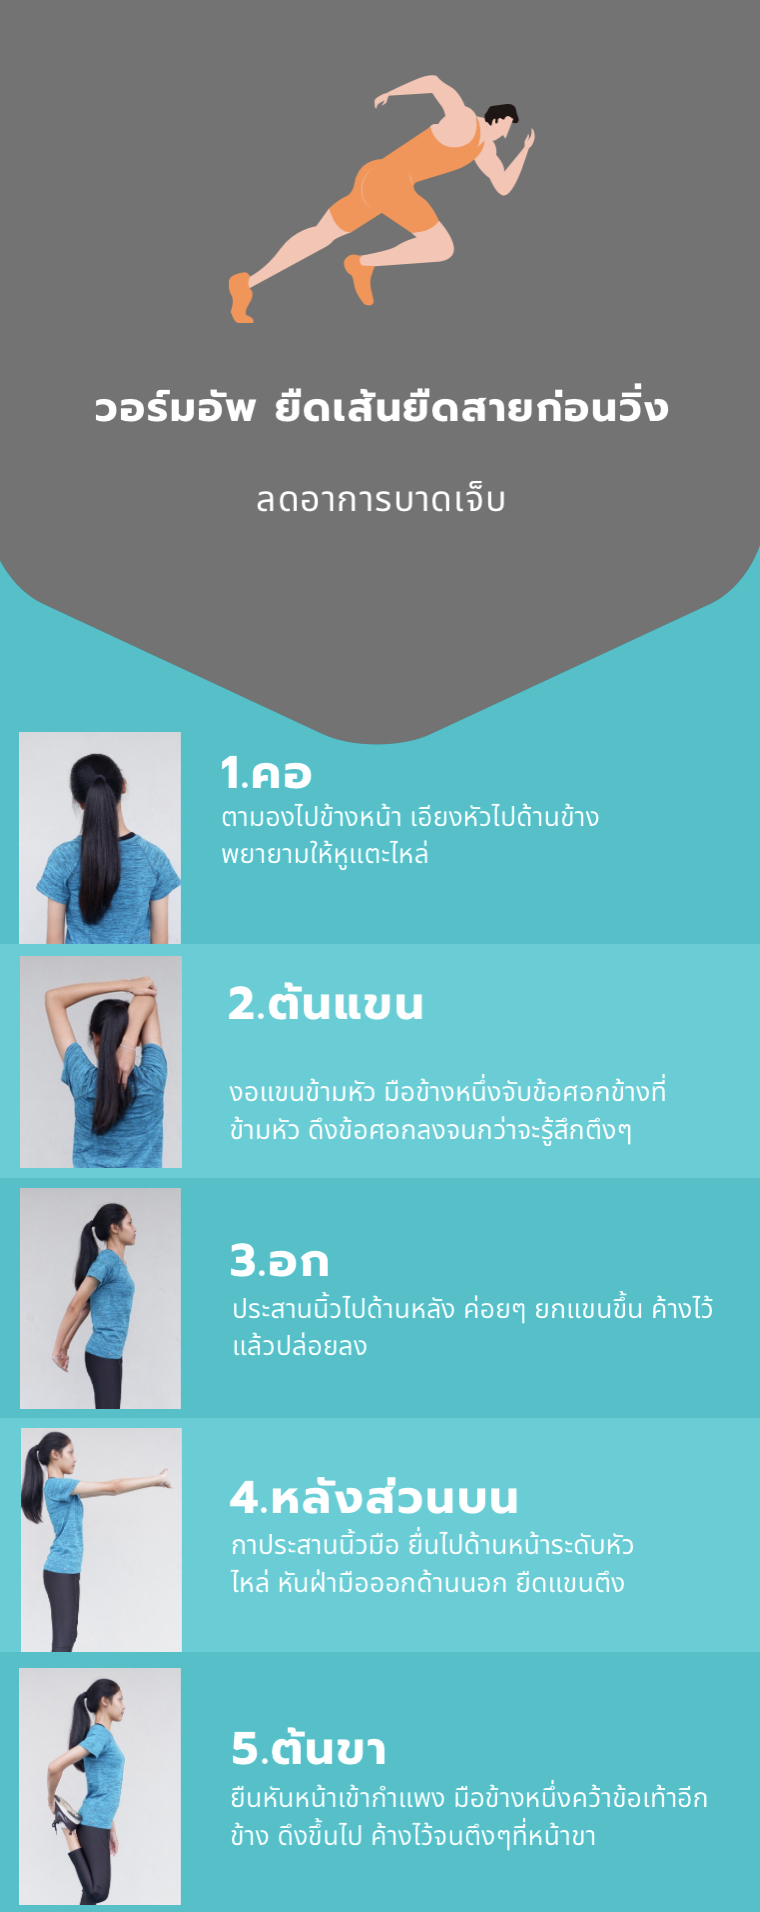 วอร์มอัพ ยืดเส้นยืดสายก่อนวิ่ง
ลดอาการบาดเจ็บ
1.คอ
ตามองไปข้างหน้า เอียงหัวไปด้านข้าง
พยายามให้หูแตะไหล่
2.ต้นแขน
งอแขนข้ามหัว มือข้างหนึ่งจับข้อศอกข้างที่
ข้ามหัว ดึงข้อศอกลงจนกว่าจะรู้สึกตึงๆ
3.อก
ประสานนิ้วไปด้านหลัง ค่อยๆ ยกแขนขึ้น ค้างไว้
แล้วปล่อยลง
4.หลังส่วนบน
กาประสานนิ้วมือ ยื่นไปด้านหน้าระดับหัว
ไหล่ หันฝ่ามือออกด้านนอก ยืดแขนตึง
5.ต้นขา
ยืนหันหน้าเข้ากำแพง มือข้างหนึ่งคว้าข้อเท้าอีก
ข้าง ดึงขึ้นไป ค้างไว้จนตึงๆที่หน้าขา